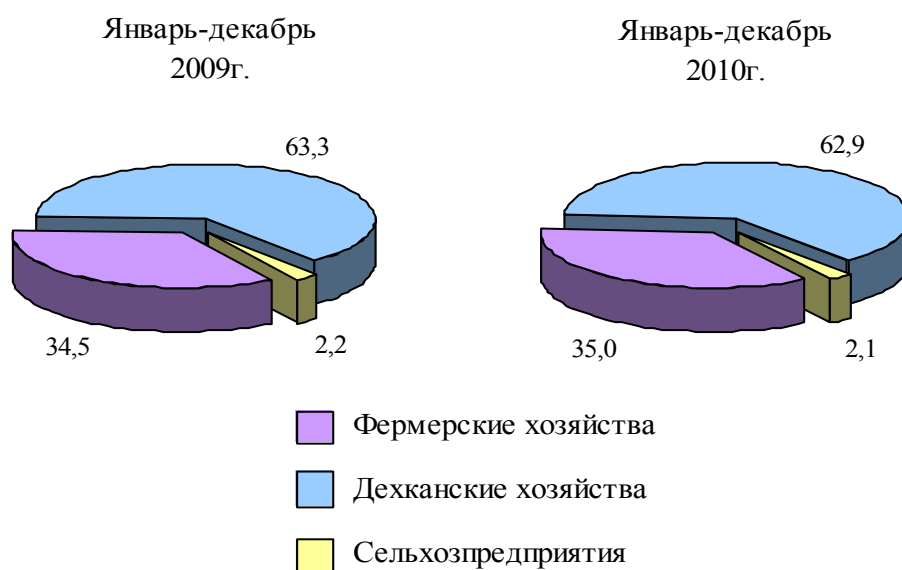 Январь-декабрь
2009г.
63,3
34,5
2,2
Январь-декабрь
2010г.
62,9
35,0
2,1
Фермерские хозяйства
Дехканские хозяйства
Сельхозпредприятия